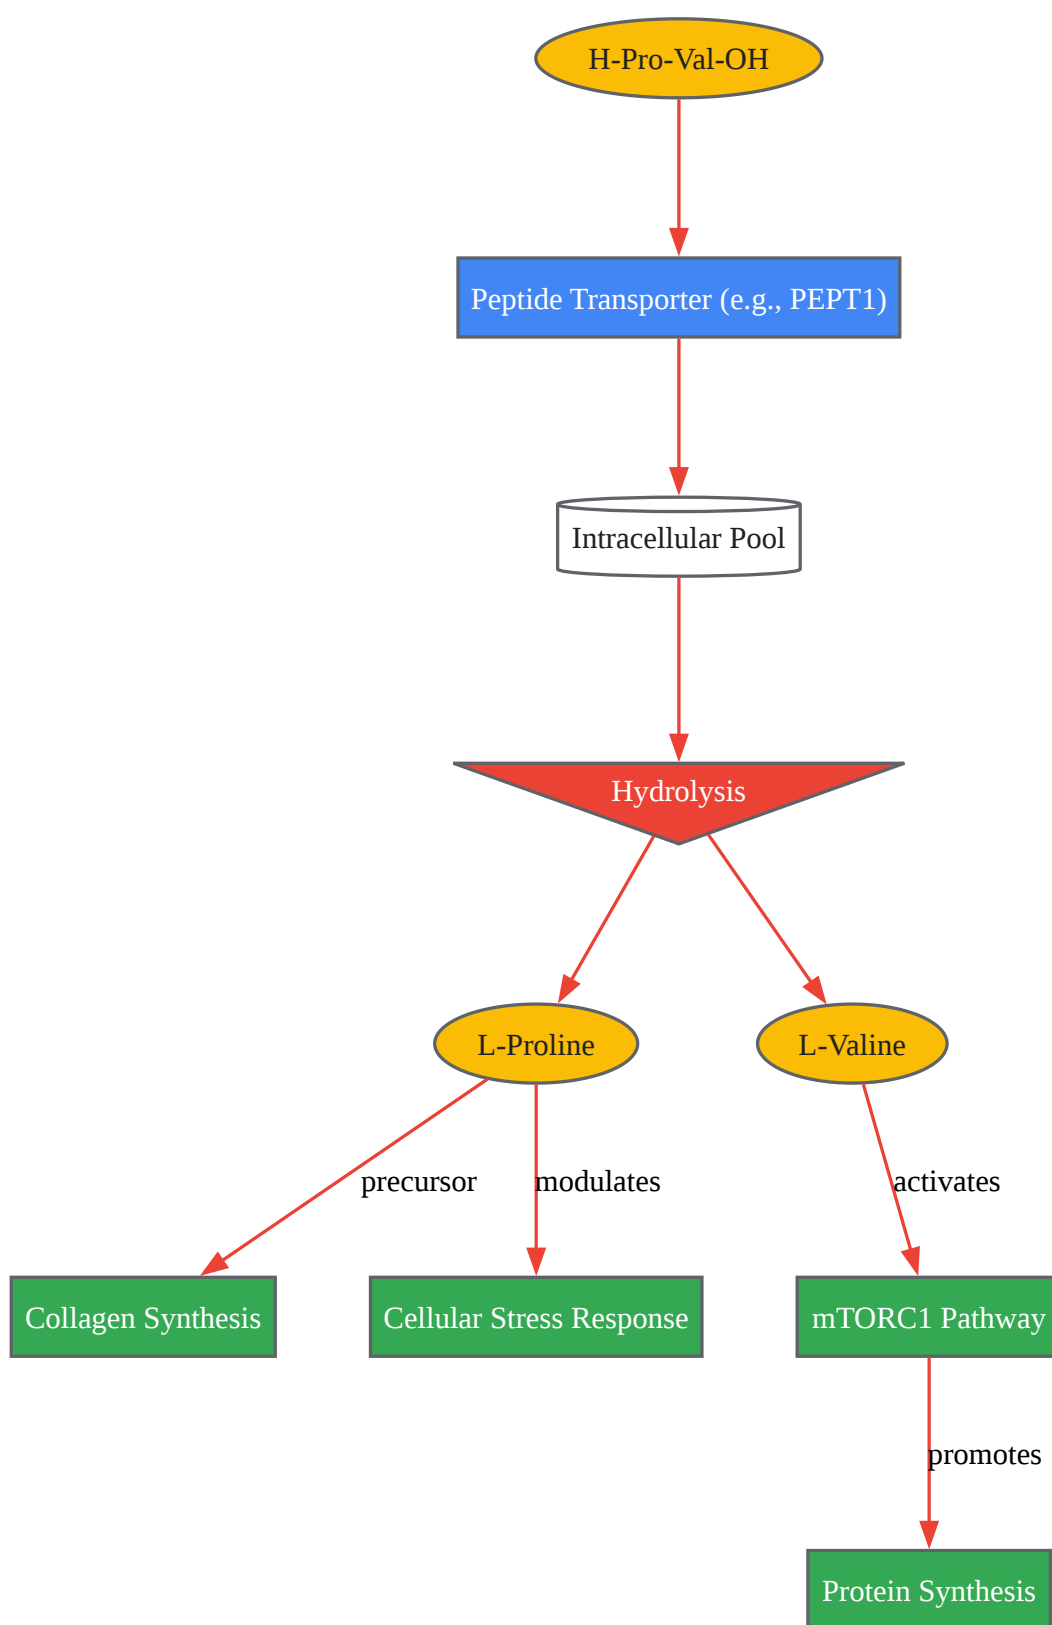 H-Pro-Val-OH
Peptide Transporter (e.g., PEPT1)
Intracellular Pool
Hydrolysis
L-Proline
L-Valine
precursor
modulates
activates
Collagen Synthesis
Cellular Stress Response
mTORC1 Pathway
promotes
Protein Synthesis